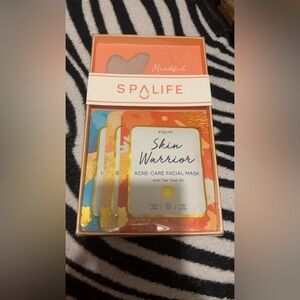 Mindful
SPALIFE
SPALIFE
Skin
Warrior
ACNE-CARE FACIAL MASK
with Tea Tree Oil